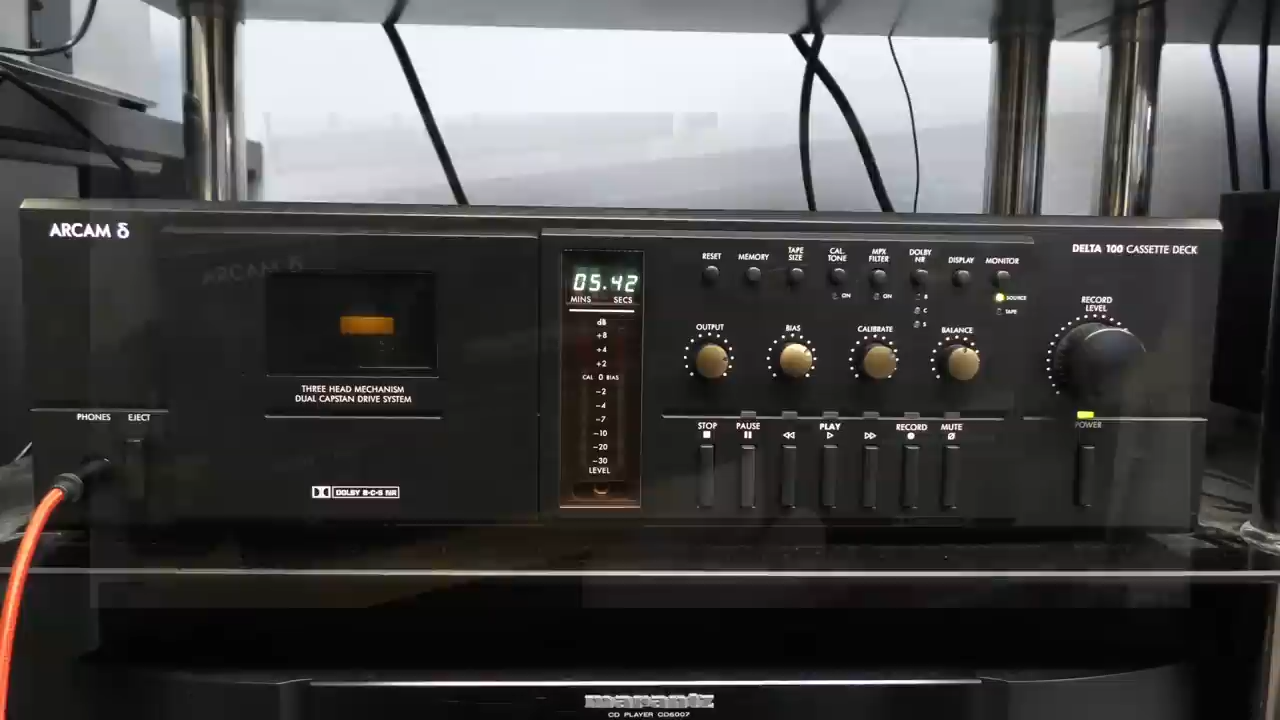 ARCAM δ
ARCAM δ
DELTA 100 CASSETTE DECK
RESET
MEMORY
TAPE SIZE
CAL. TONE
MPX FILTER
DOLBY NR
DISPLAY
MONITOR
ON
ON
B
C
S
SOURCE
TAPE
05.42
MINS SECS
dB
+8
+4
+2
CAL 0 BIAS
-2
-4
-7
-10
-20
-30
LEVEL
OUTPUT
BIAS
CALIBRATE
BALANCE
RECORD LEVEL
THREE HEAD MECHANISM
DUAL CAPSTAN DRIVE SYSTEM
PHONES
EJECT
STOP
PAUSE
PLAY
RECORD
MUTE
POWER
DOLBY B-C-S NR
marantz
CD PLAYER CD6007